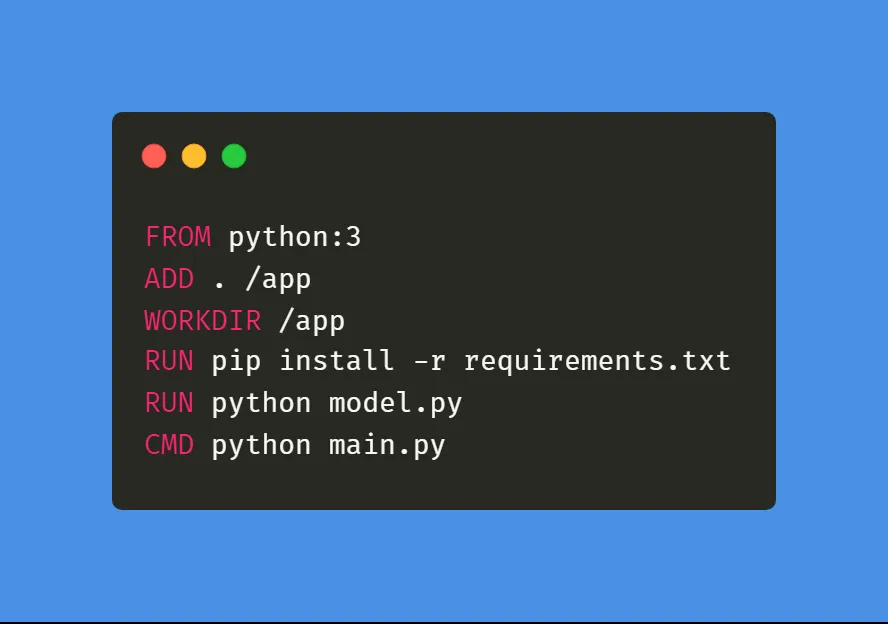 FROM python:3
ADD . /app
WORKDIR /app
RUN pip install -r requirements.txt
RUN python model.py
CMD python main.py